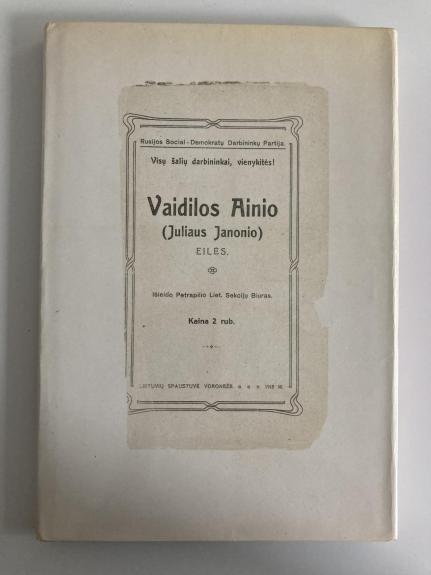 Rusijos Social-Demokratų Darbininkų Partija.
Visų šalių darbininkai, vienykitės!
Vaidilos Ainio
(Juliaus Janonio)
EILĖS.
Išleido Petrapilio Liet. Sekcijų Biuras.
Kaina 2 rub.
LIETUVIŲ SPAUSTUVĖ VORONEŽE.